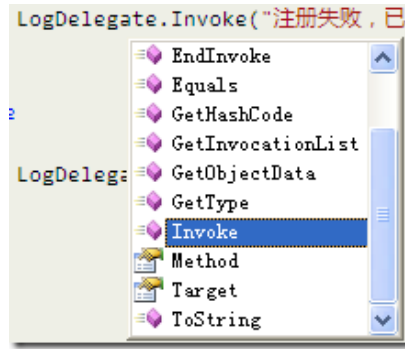 LogDelegate.Invoke("注册失败，已
EndInvoke
Equals
GetHashCode
GetInvocationList
LogDelega
GetObjectData
GetType
Invoke
Method
Target
ToString